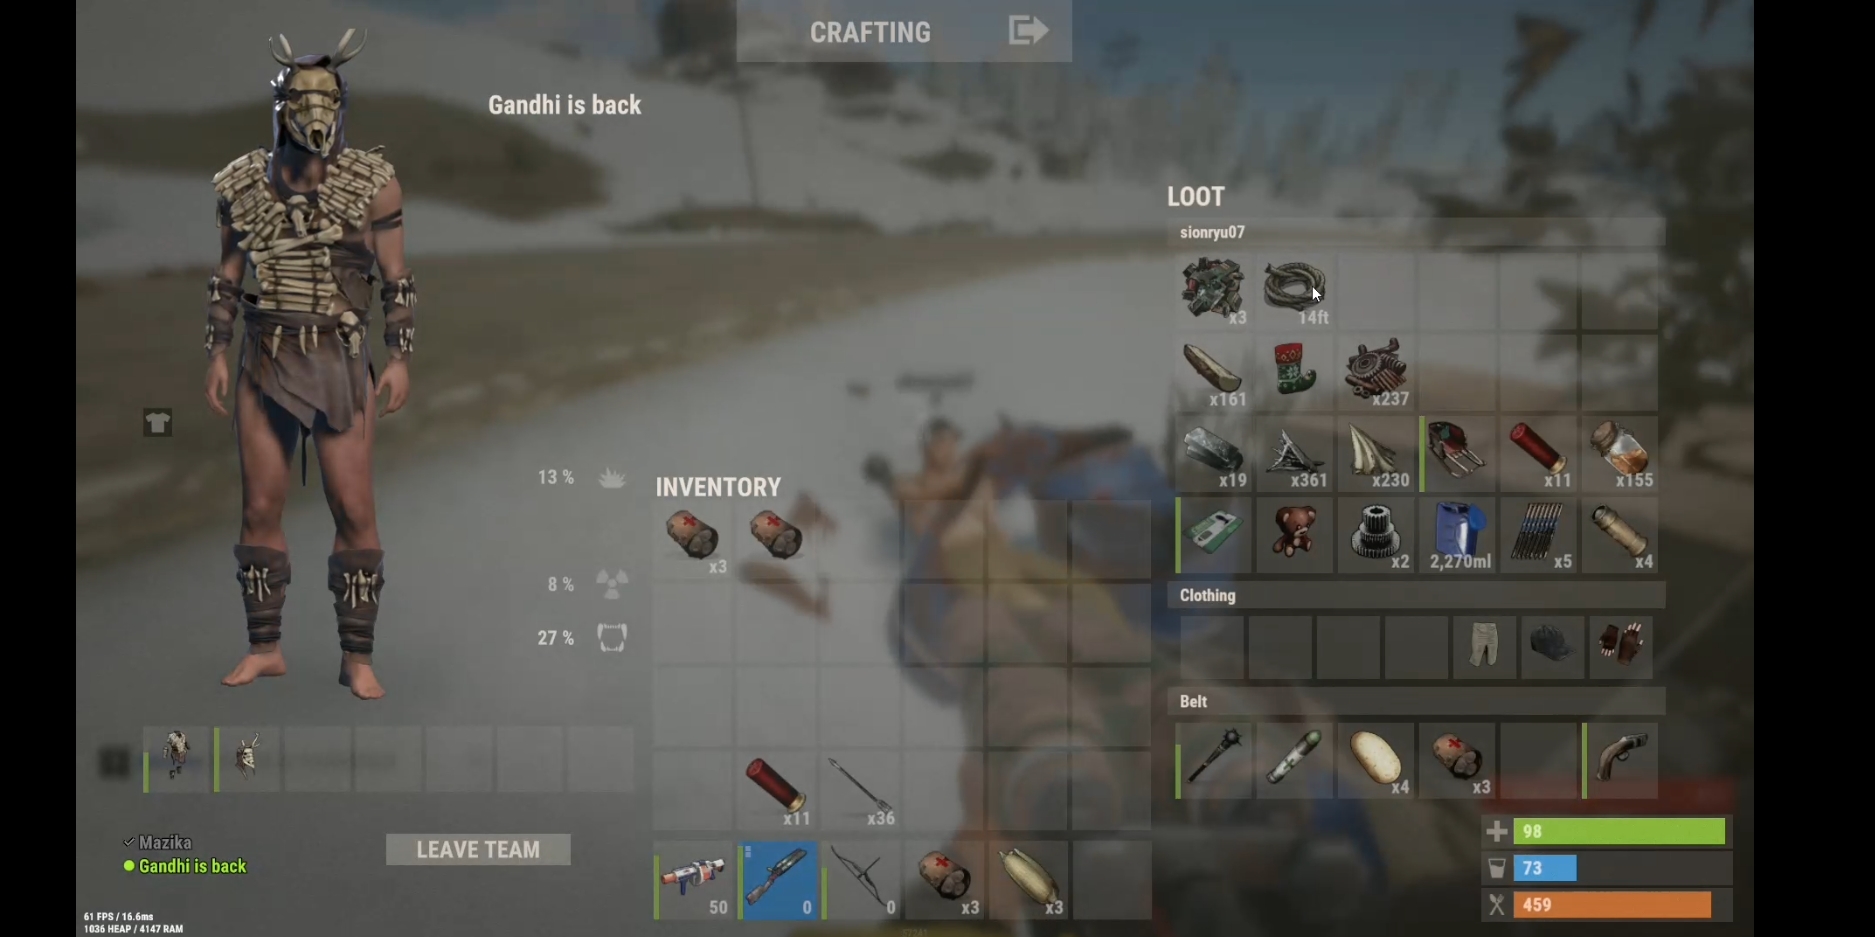 CRAFTING
Gandhi is back
LOOT
sionryu07
x3
14ft
x161
x237
x19
x361
x230
x11
x155
x2
2,270ml
x5
x4
Clothing
Belt
x4
x3
13 %
8 %
27 %
INVENTORY
x3
x11
x36
50
0
0
x3
x3
Mazika
Gandhi is back
LEAVE TEAM
98
73
459
61 FPS / 16.6ms
1036 HEAP / 4147 RAM